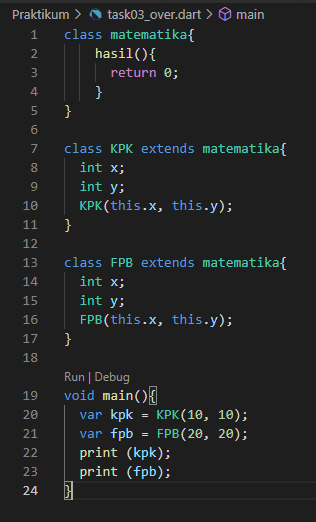 Praktikum > task03_over.dart > main
1 class matematika{
2     hasil(){
3       return 0;
4     }
5 }
6
7 class KPK extends matematika{
8   int x;
9   int y;
10   KPK(this.x, this.y);
11 }
12
13 class FPB extends matematika{
14   int x;
15   int y;
16   FPB(this.x, this.y);
17 }
18
Run | Debug
19 void main(){
20   var kpk = KPK(10, 10);
21   var fpb = FPB(20, 20);
22   print (kpk);
23   print (fpb);
24 }